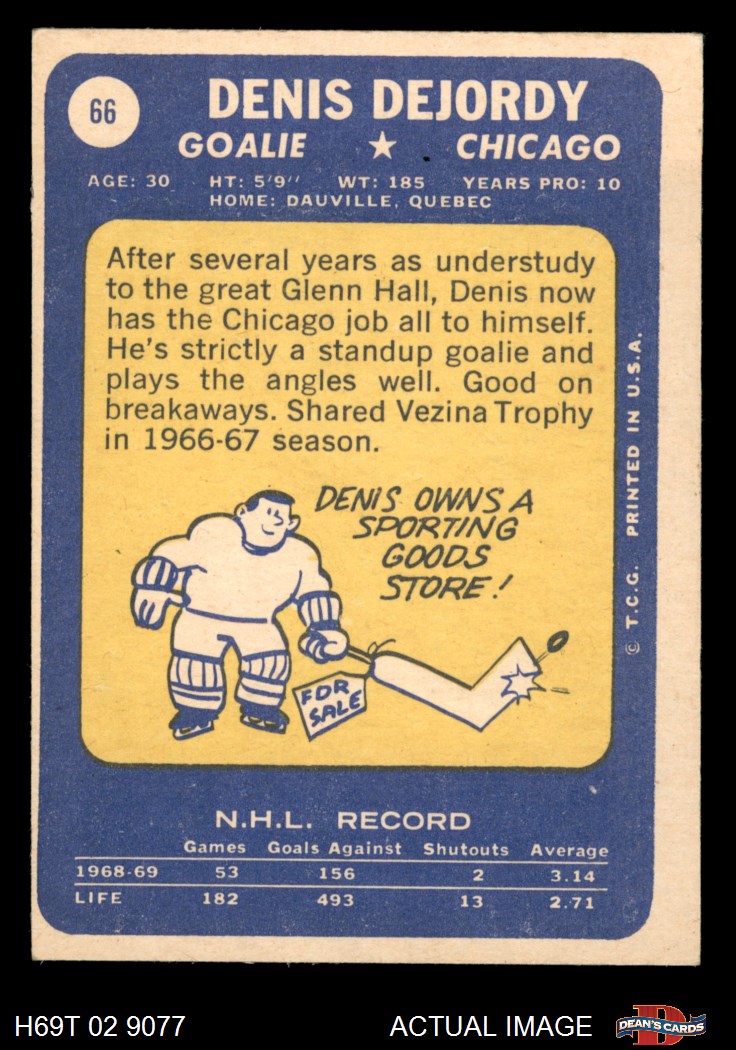 66
DENIS DEJORDY
GOALIE ★ CHICAGO
AGE: 30 HT: 5'9'' WT: 185 YEARS PRO: 10
HOME: DAUVILLE, QUEBEC
After several years as understudy
to the great Glenn Hall, Denis now
has the Chicago job all to himself.
He's strictly a standup goalie and
plays the angles well. Good on
breakaways. Shared Vezina Trophy
in 1966-67 season.
DENIS OWNS A
SPORTING
GOODS
STORE!
FOR
SALE
© T.C.G. PRINTED IN U.S.A.
N.H.L. RECORD
Games Goals Against Shutouts Average
1968-69 53 156 2 3.14
LIFE 182 493 13 2.71
H69T 02 9077 ACTUAL IMAGE
D
DEAN'S CARDS